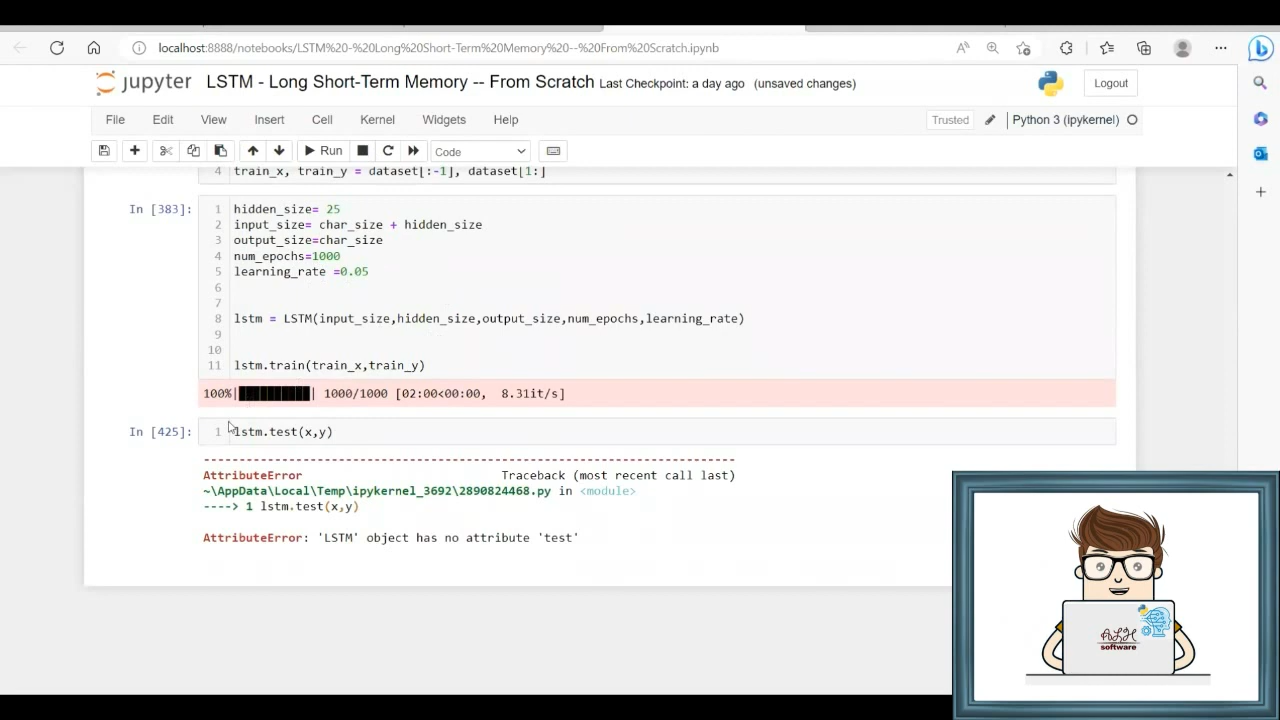 localhost:8888/notebooks/LSTM%20-%20Long%20Short-Term%20Memory%20--%20From%20Scratch.ipynb
jupyter LSTM - Long Short-Term Memory -- From Scratch Last Checkpoint: a day ago (unsaved changes) Logout
File Edit View Insert Cell Kernel Widgets Help Trusted Python 3 (ipykernel)
Run Code
4 train_x, train_y = dataset[:-1], dataset[1:]
In [383]: 1 hidden_size= 25
2 input_size= char_size + hidden_size
3 output_size=char_size
4 num_epochs=1000
5 learning_rate =0.05
6
7
8 lstm = LSTM(input_size,hidden_size,output_size,num_epochs,learning_rate)
9
10
11 lstm.train(train_x,train_y)
100%|██████████| 1000/1000 [02:00<00:00, 8.31it/s]
In [425]: 1 lstm.test(x,y)
---------------------------------------------------------------------------
AttributeError Traceback (most recent call last)
~\AppData\Local\Temp\ipykernel_3692\2890824468.py in <module>
----> 1 lstm.test(x,y)
AttributeError: 'LSTM' object has no attribute 'test'
software